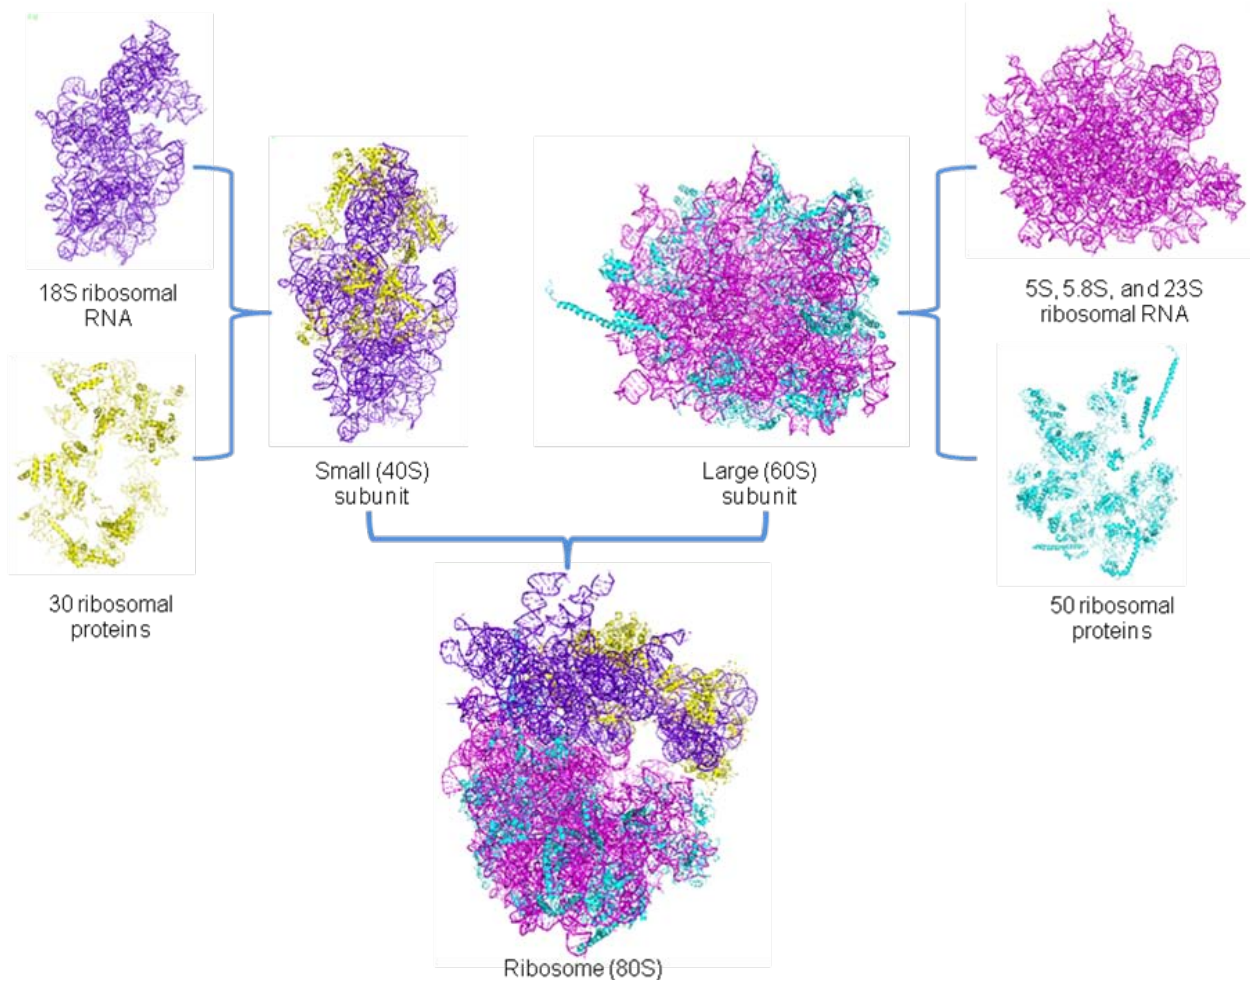 18S ribosomal
RNA
30 ribosomal
proteins
Small (40S)
subunit
Large (60S)
subunit
5S, 5.8S, and 23S
ribosomal RNA
50 ribosomal
proteins
Ribosome (80S)